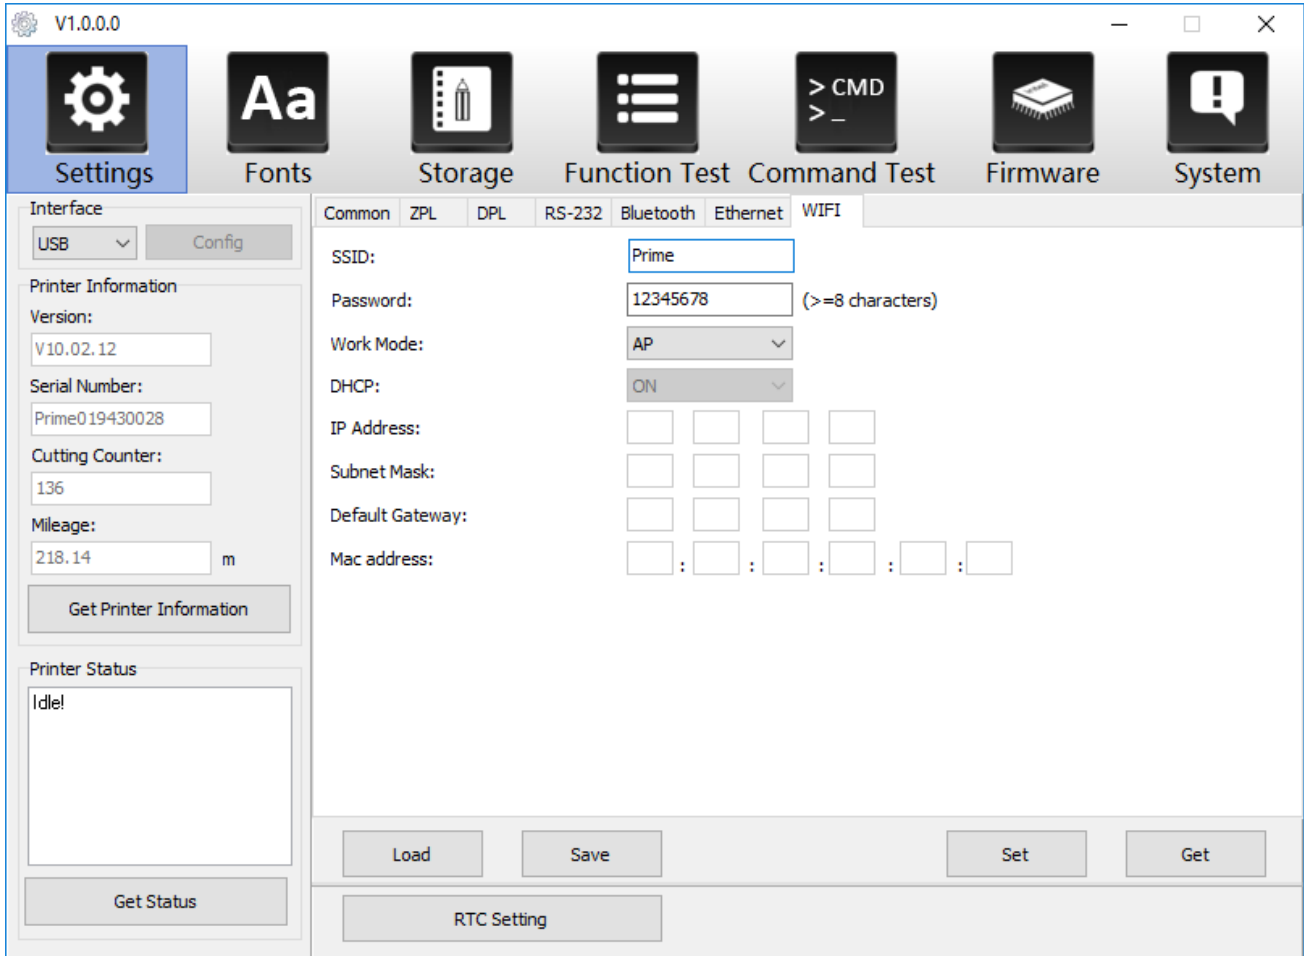 V1.0.0.0
> CMD
>_
Aa
Settings
Fonts
Storage
Function Test
Command Test
Firmware
System
Interface
USB
Config
Printer Information
Version:
V10.02.12
Serial Number:
Prime019430028
Cutting Counter:
136
Mileage:
218.14 m
Get Printer Information
Printer Status
Idle!
Get Status
Common ZPL DPL RS-232 Bluetooth Ethernet WIFI
SSID: Prime
Password: 12345678 (>=8 characters)
Work Mode: AP
DHCP: ON
IP Address:
Subnet Mask:
Default Gateway:
Mac address: : : : : :
Load Save Set Get
RTC Setting